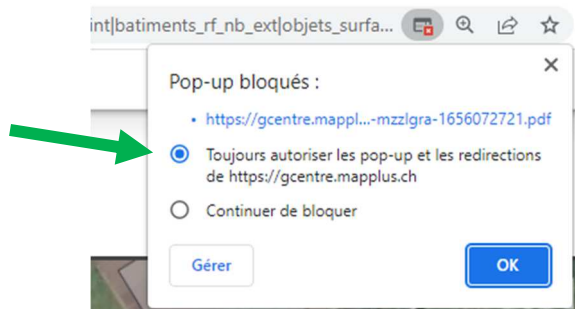 int|batiments_rf_nb_ext|objets_surfa...
Pop-up bloqués :
https://gcentre.mappl...-mzzlgra-1656072721.pdf
Toujours autoriser les pop-up et les redirections
de https://gcentre.mapplus.ch
Continuer de bloquer
Gérer
OK